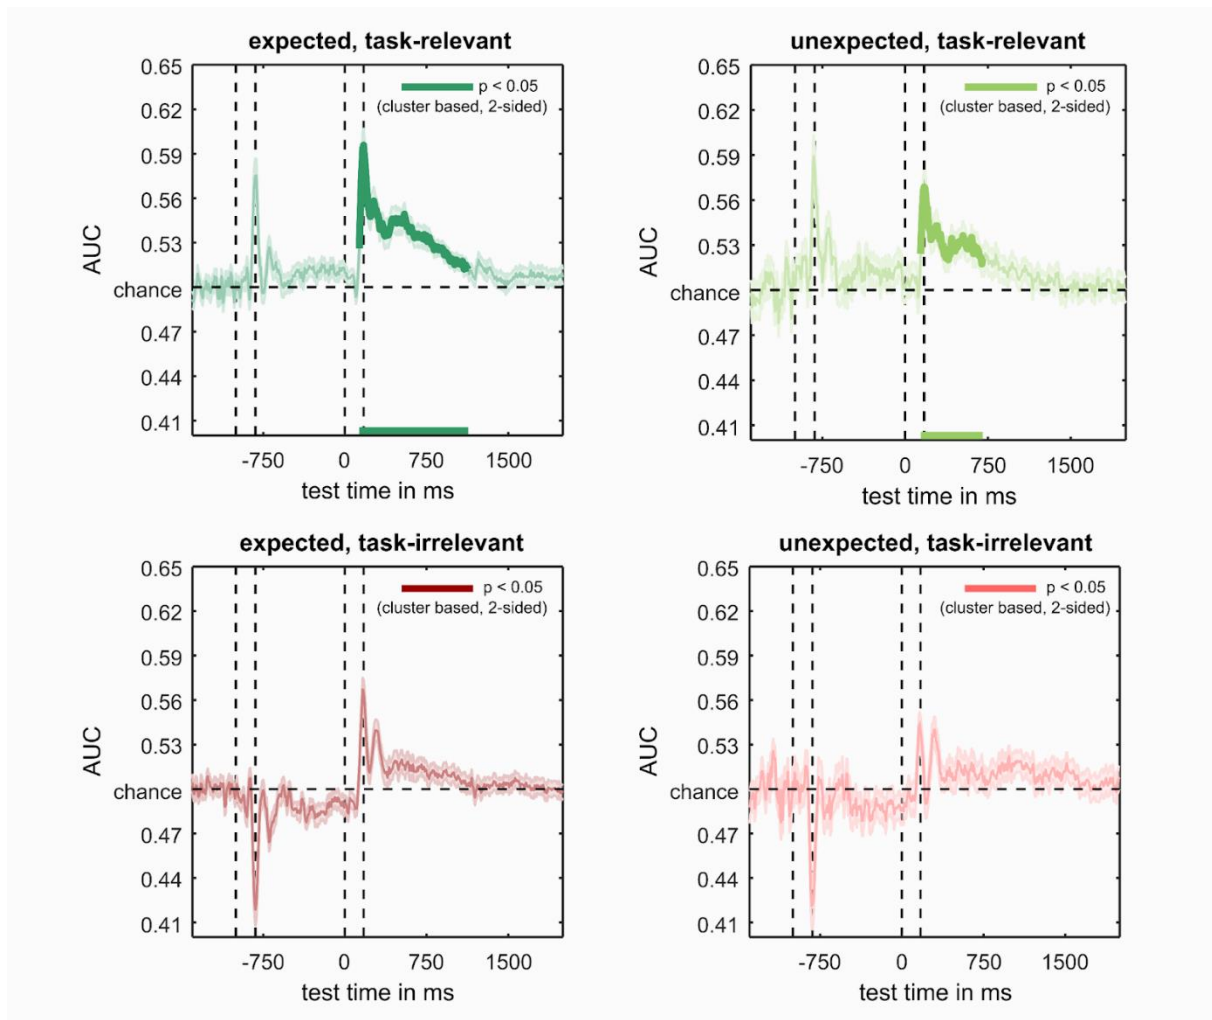 expected, task-relevant
0.65
0.62
0.59
0.56
0.53
chance
0.47
0.44
0.41
AUC
p < 0.05
(cluster based, 2-sided)
-750 0 750 1500
test time in ms
unexpected, task-relevant
0.65
0.62
0.59
0.56
0.53
chance
0.47
0.44
0.41
AUC
p < 0.05
(cluster based, 2-sided)
-750 0 750 1500
test time in ms
expected, task-irrelevant
0.65
0.62
0.59
0.56
0.53
chance
0.47
0.44
0.41
AUC
p < 0.05
(cluster based, 2-sided)
-750 0 750 1500
test time in ms
unexpected, task-irrelevant
0.65
0.62
0.59
0.56
0.53
chance
0.47
0.44
0.41
AUC
p < 0.05
(cluster based, 2-sided)
-750 0 750 1500
test time in ms